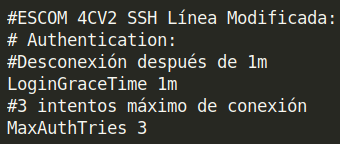 #ESCOM 4CV2 SSH Línea Modificada:
# Authentication:
#Desconexión después de 1m
LoginGraceTime 1m
#3 intentos máximo de conexión
MaxAuthTries 3